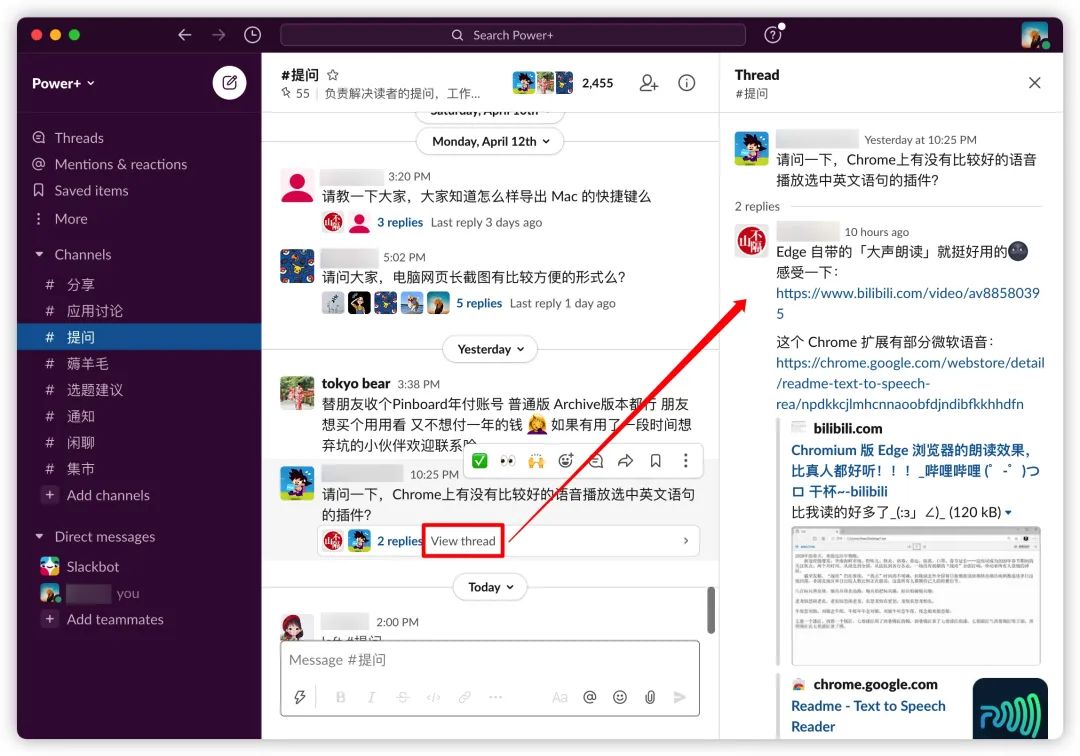 Search Power+
Power+
Threads
Mentions & reactions
Saved items
More
Channels
# 分享
# 应用讨论
# 提问
# 薅羊毛
# 选题建议
# 通知
# 闲聊
# 集市
+ Add channels
Direct messages
Slackbot
you
+ Add teammates
#提问
55 | 负责解决读者的提问，工作...
2,455
Saturday, April 10th
Monday, April 12th
3:20 PM
请教一下大家，大家知道怎么样导出 Mac 的快捷键么
3 replies Last reply 3 days ago
5:02 PM
请问大家，电脑网页长截图有比较方便的形式么？
5 replies Last reply 1 day ago
Yesterday
tokyo bear 3:38 PM
替朋友收个Pinboard年付账号 普通版 Archive版本都行 朋友
想买个用用看 又不想付一年的钱 如果有用了一段时间想
弃坑的小伙伴欢迎联系哈
10:25 PM
请问一下，Chrome上有没有比较好的语音播放选中英文语句
的插件？
2 replies View thread
Today
2:00 PM
left #提问
Message #提问
Aa
Thread
#提问
Yesterday at 10:25 PM
请问一下，Chrome上有没有比较好的语音
播放选中英文语句的插件？
2 replies
10 hours ago
Edge 自带的「大声朗读」就挺好用的
感受一下：
https://www.bilibili.com/video/av8858039
5
这个 Chrome 扩展有部分微软语音：
https://chrome.google.com/webstore/detail
/readme-text-to-speech-
rea/npdkkcjlmhcnnaoobfdjndibfkkhhdfn
bilibili.com
Chromium 版 Edge 浏览器的朗读效果，
比真人都好听！！！_哔哩哔哩 (゜-゜)つ
ロ 干杯~-bilibili
比我读的好多了_(:з」∠)_ (120 kB)
chrome.google.com
Readme - Text to Speech
Reader